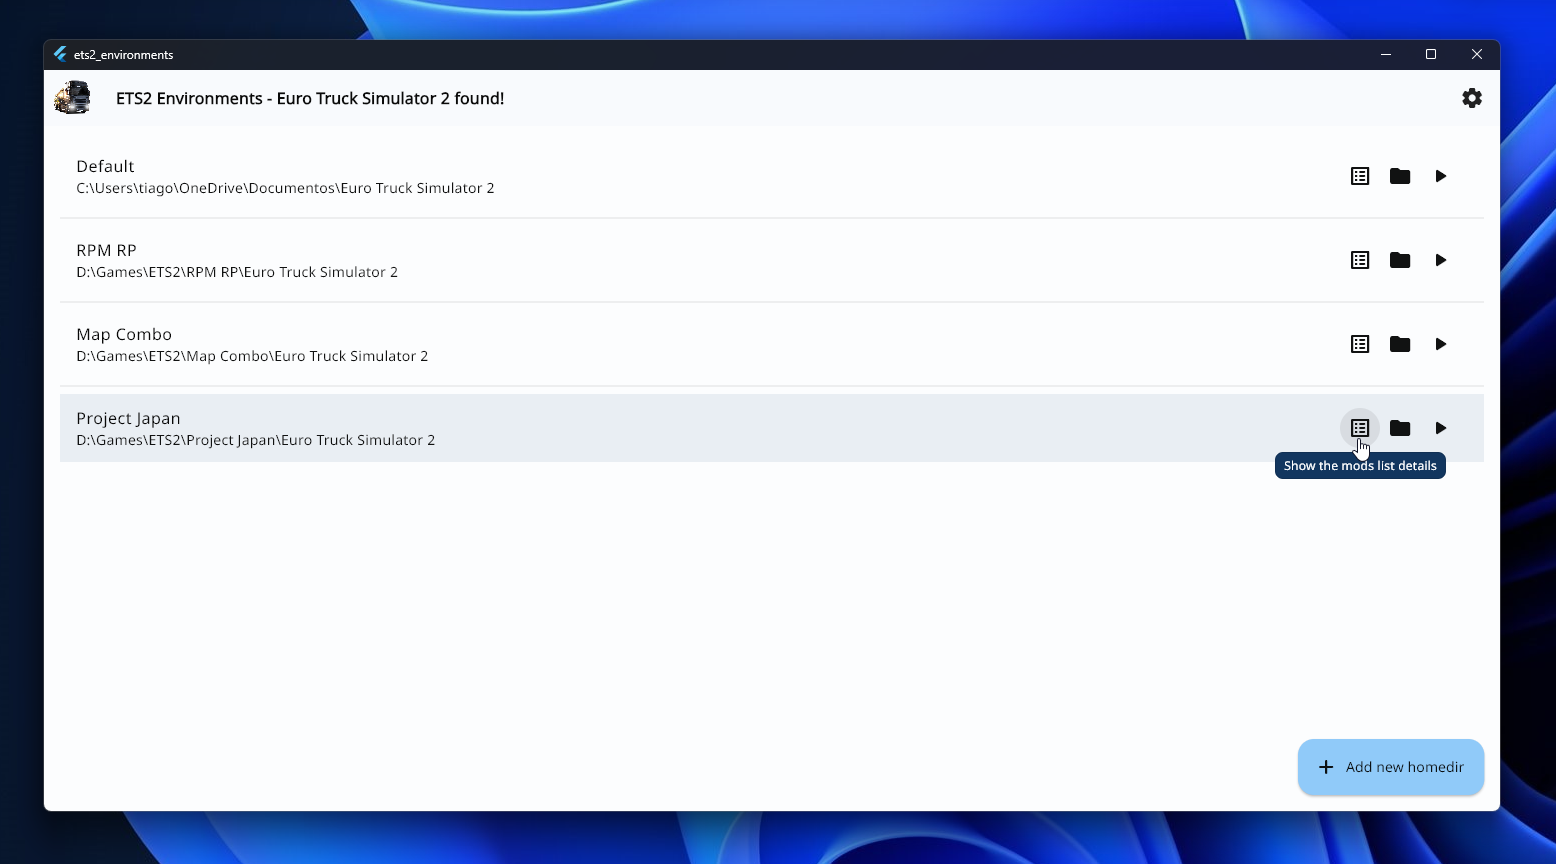 ets2_environments
ETS2 Environments - Euro Truck Simulator 2 found!
Default
C:\Users\tiago\OneDrive\Documentos\Euro Truck Simulator 2
RPM RP
D:\Games\ETS2\RPM RP\Euro Truck Simulator 2
Map Combo
D:\Games\ETS2\Map Combo\Euro Truck Simulator 2
Project Japan
D:\Games\ETS2\Project Japan\Euro Truck Simulator 2
Show the mods list details
Add new homedir